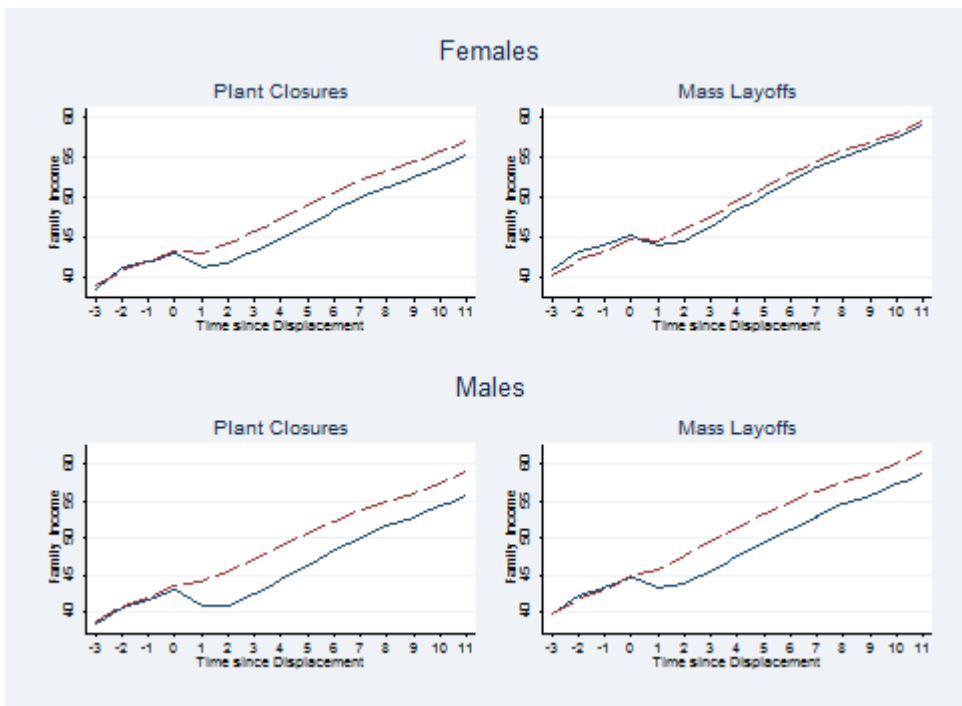 Females
Plant Closures
Mass Layoffs
60
55
50
45
40
Family Income
-3 -2 -1 0 1 2 3 4 5 6 7 8 9 10 11
Time since Displacement
60
55
50
45
40
Family Income
-3 -2 -1 0 1 2 3 4 5 6 7 8 9 10 11
Time since Displacement
Males
Plant Closures
Mass Layoffs
60
55
50
45
40
Family Income
-3 -2 -1 0 1 2 3 4 5 6 7 8 9 10 11
Time since Displacement
60
55
50
45
40
Family Income
-3 -2 -1 0 1 2 3 4 5 6 7 8 9 10 11
Time since Displacement